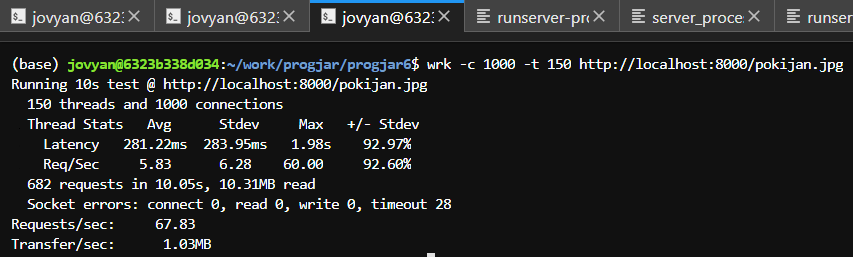 jovyan@6323 jovyan@6323 jovyan@6323 runserver-pro server_proce runser
(base) jovyan@6323b338d034:~/work/progjar/progjar6$ wrk -c 1000 -t 150 http://localhost:8000/pokijan.jpg
Running 10s test @ http://localhost:8000/pokijan.jpg
  150 threads and 1000 connections
  Thread Stats   Avg      Stdev     Max   +/- Stdev
    Latency   281.22ms  283.95ms   1.98s    92.97%
    Req/Sec     5.83      6.28    60.00     92.60%
  682 requests in 10.05s, 10.31MB read
  Socket errors: connect 0, read 0, write 0, timeout 28
Requests/sec:     67.83
Transfer/sec:      1.03MB